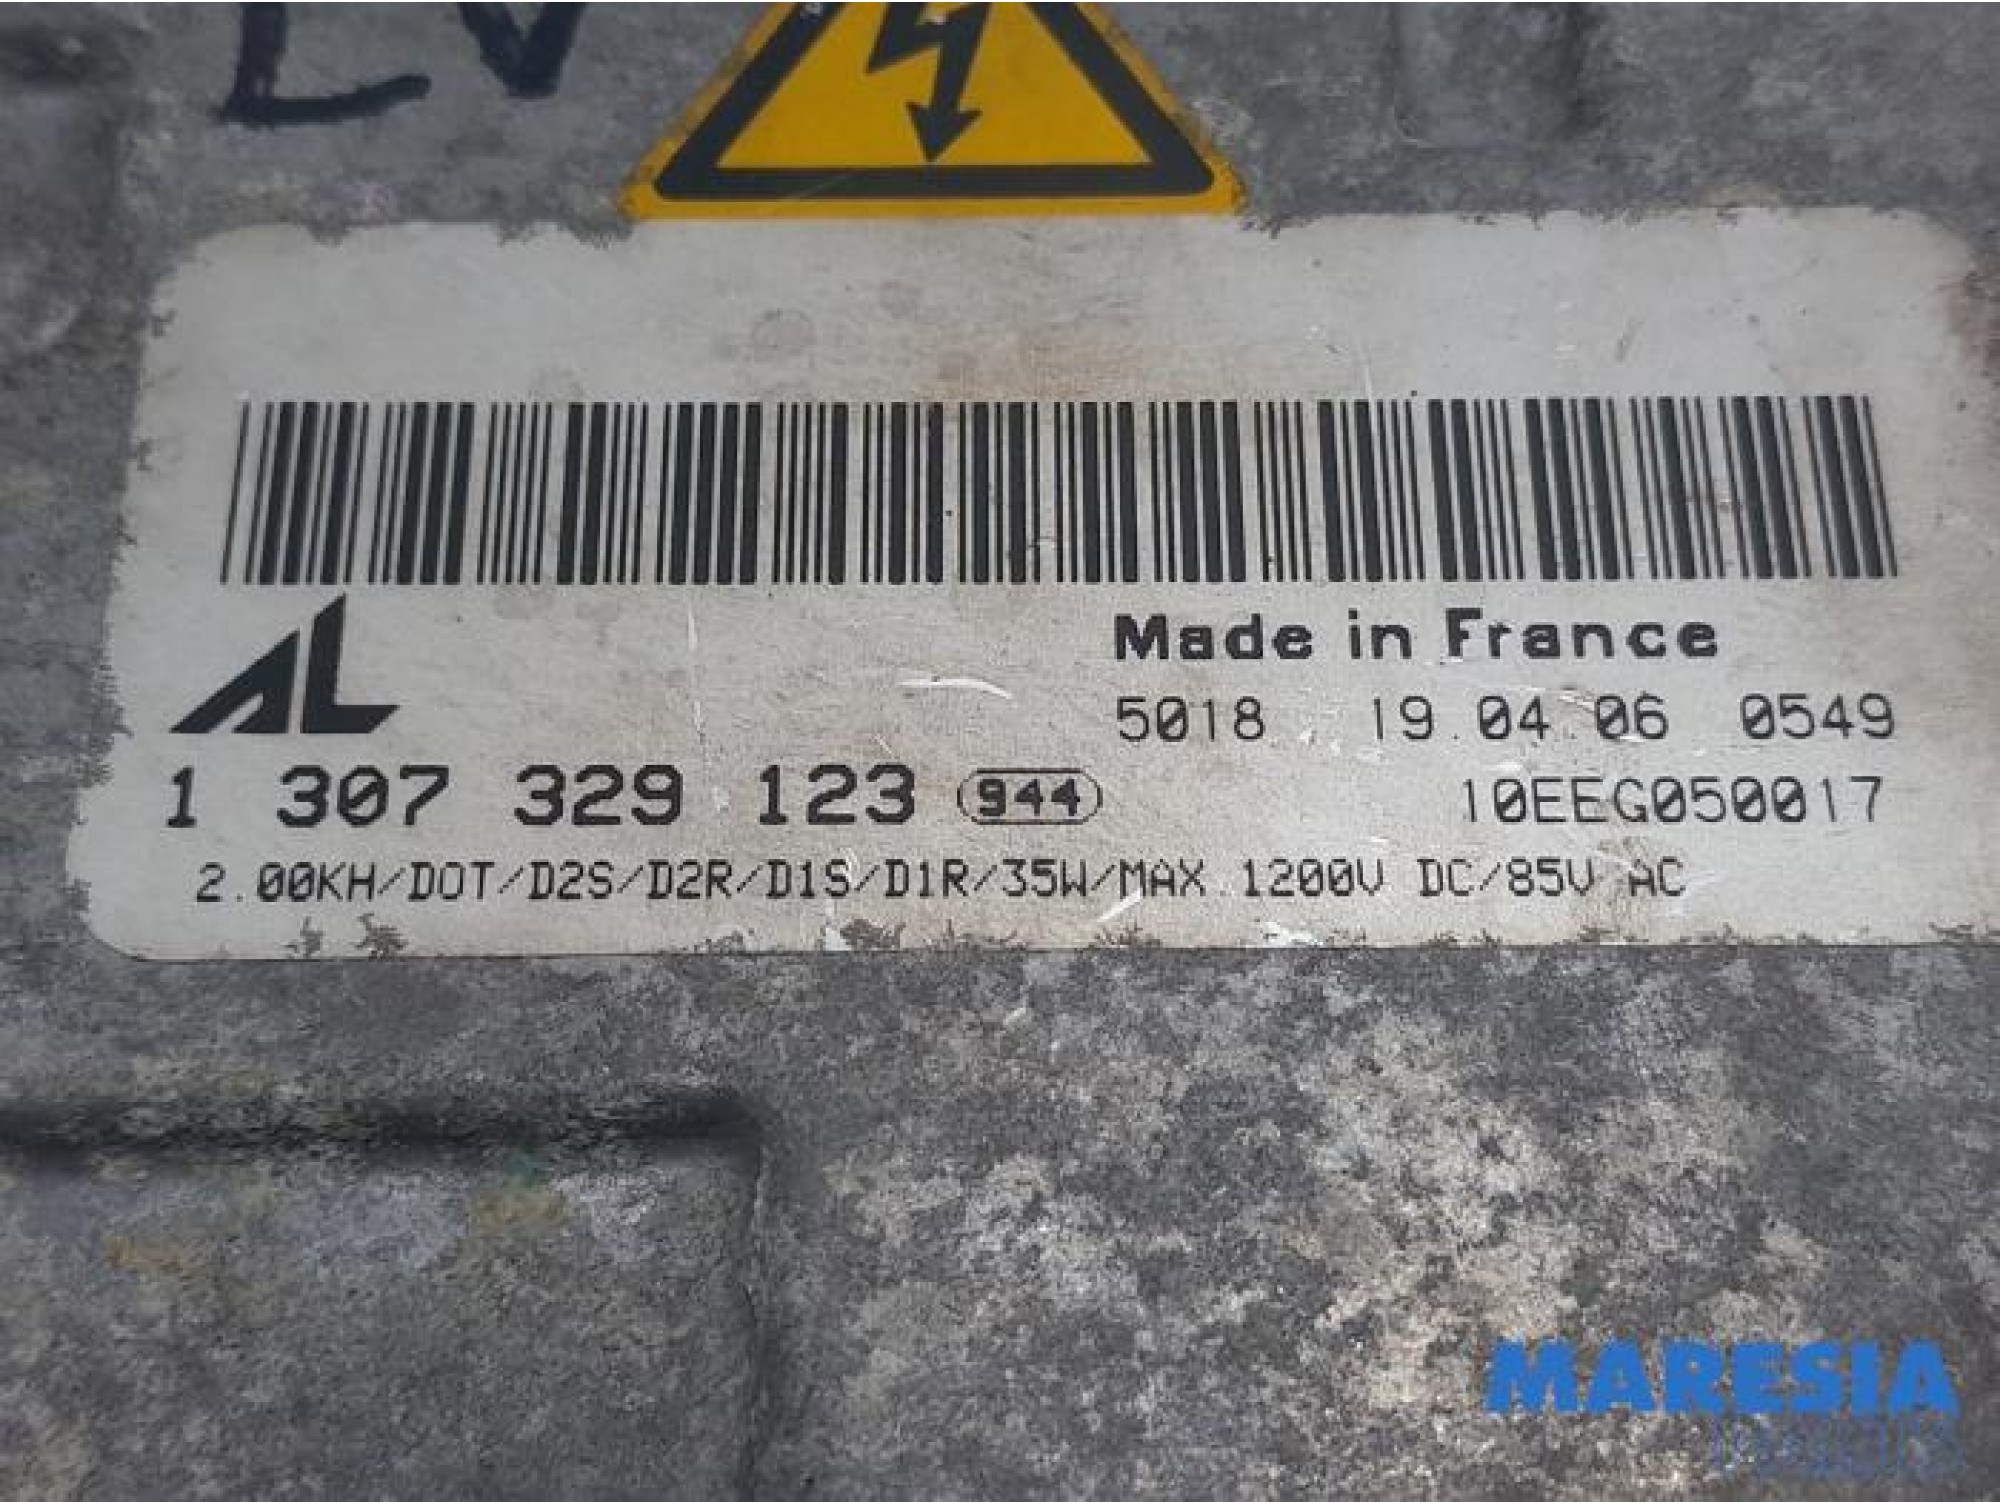 LV
AL
Made in France
5018 19.04.06 0549
1 307 329 123 944
10EEG050017
2.00KH/DOT/D2S/D2R/D1S/D1R/35W/MAX. 1200V DC/85V AC
MARESIA